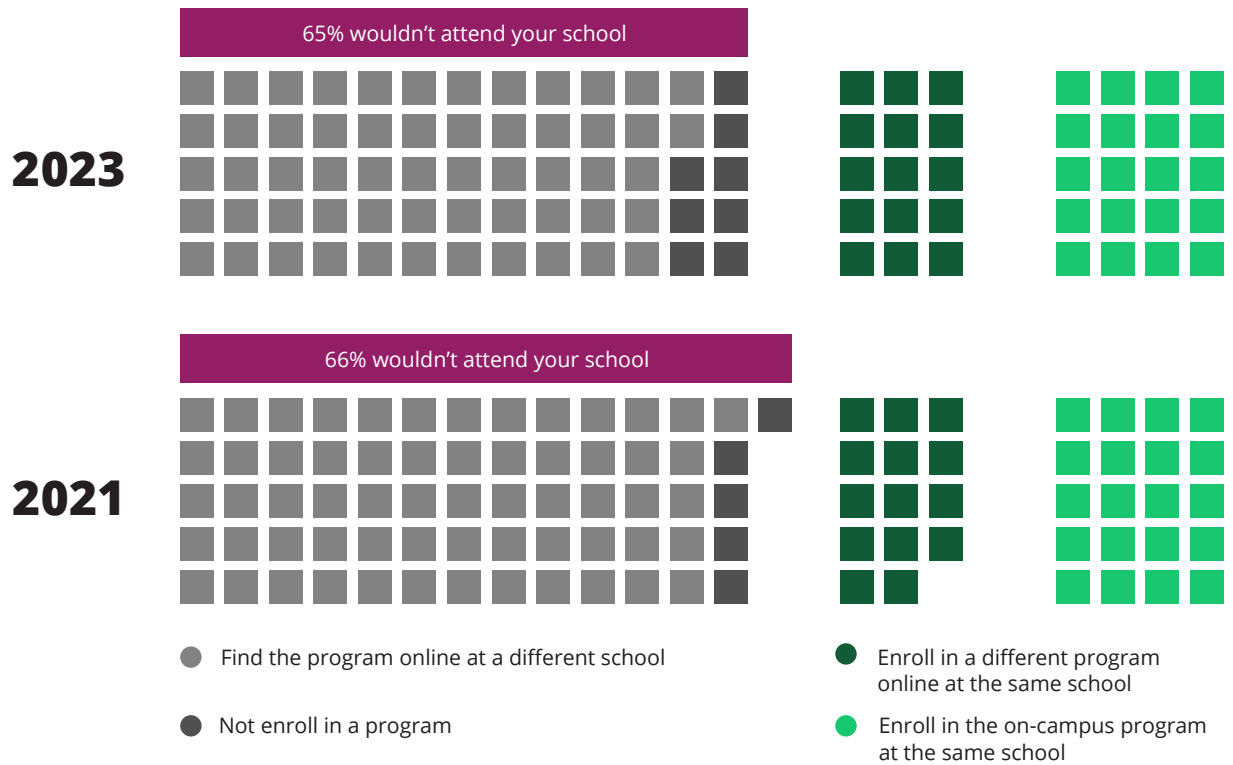 65% wouldn’t attend your school
2023
66% wouldn’t attend your school
2021
Find the program online at a different school
Not enroll in a program
Enroll in a different program
online at the same school
Enroll in the on-campus program
at the same school